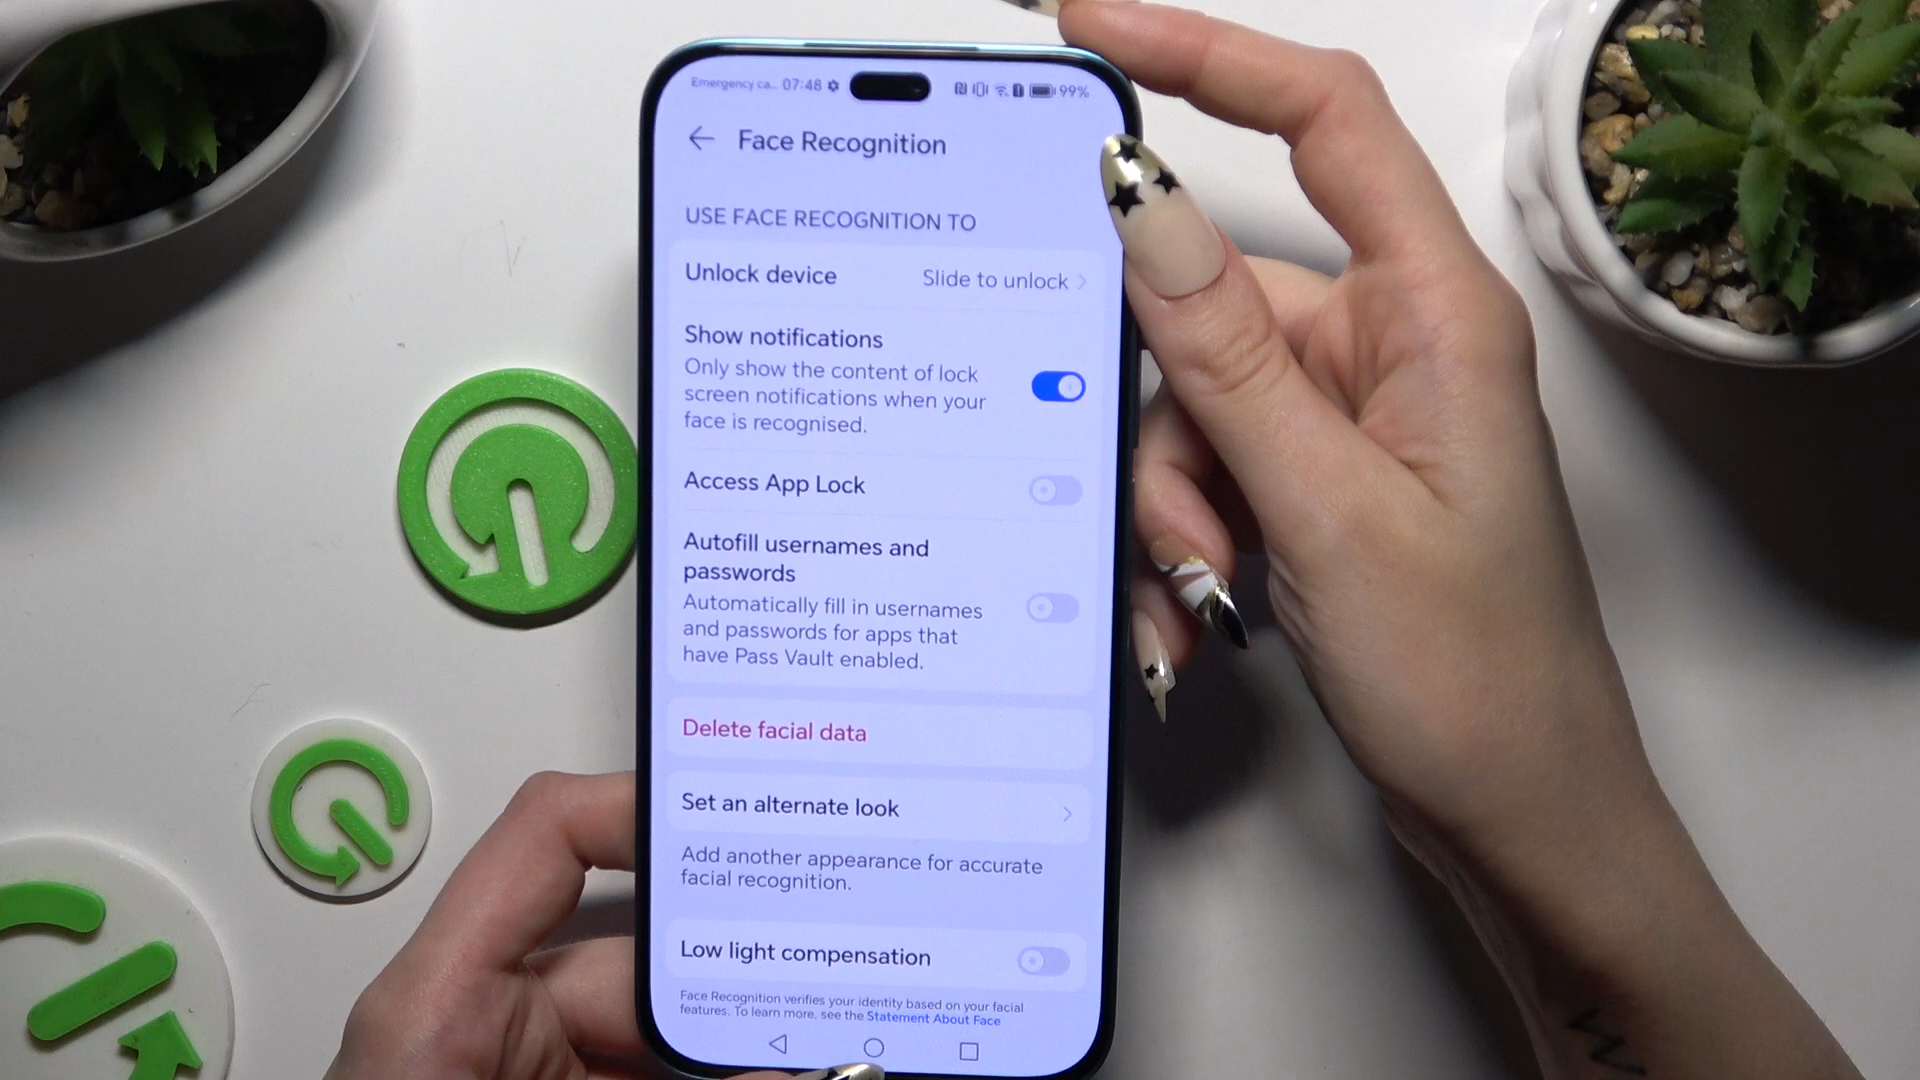 Emergency ca... 07:48 99%
Face Recognition
USE FACE RECOGNITION TO
Unlock device Slide to unlock
Show notifications
Only show the content of lock
screen notifications when your
face is recognised.
Access App Lock
Autofill usernames and
passwords
Automatically fill in usernames
and passwords for apps that
have Pass Vault enabled.
Delete facial data
Set an alternate look
Add another appearance for accurate
facial recognition.
Low light compensation
Face Recognition verifies your identity based on your facial
features. To learn more, see the Statement About Face